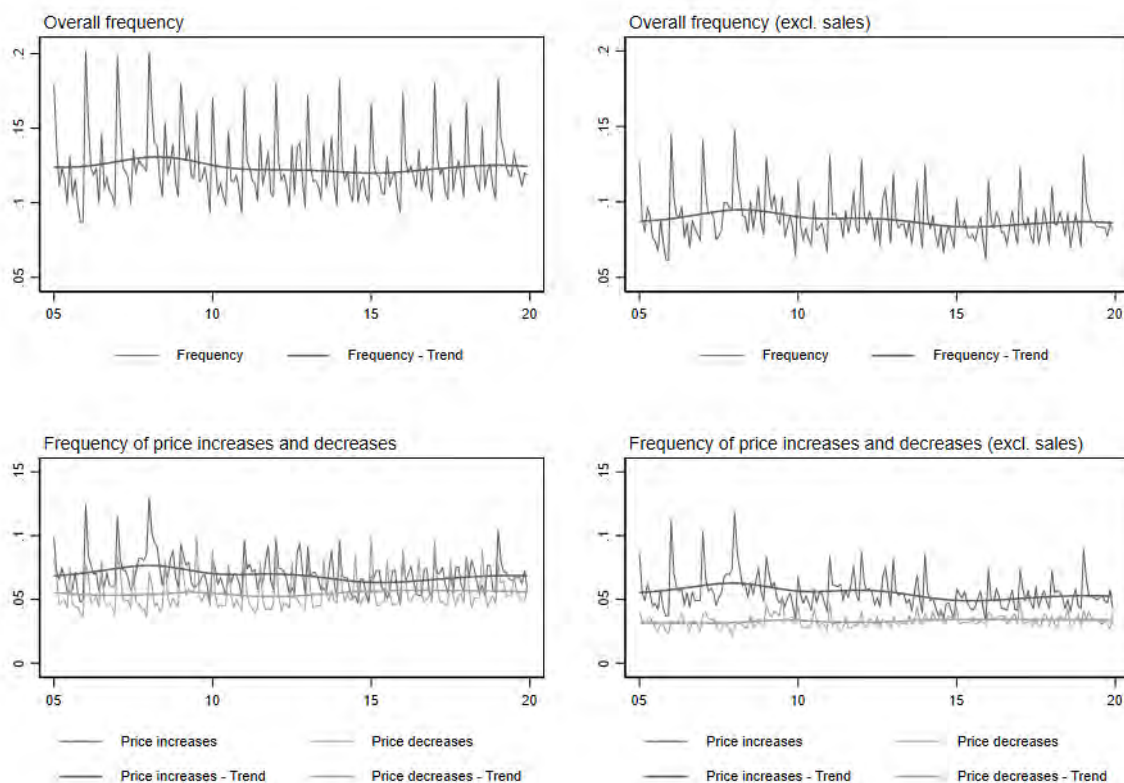 Overall frequency
Overall frequency (excl. sales)
.2
.15
.1
.05
05 10 15 20
Frequency Frequency - Trend
.2
.15
.1
.05
05 10 15 20
Frequency Frequency - Trend
Frequency of price increases and decreases
Frequency of price increases and decreases (excl. sales)
.15
.1
.05
0
05 10 15 20
Price increases Price decreases
Price increases - Trend Price decreases - Trend
.15
.1
.05
0
05 10 15 20
Price increases Price decreases
Price increases - Trend Price decreases - Trend